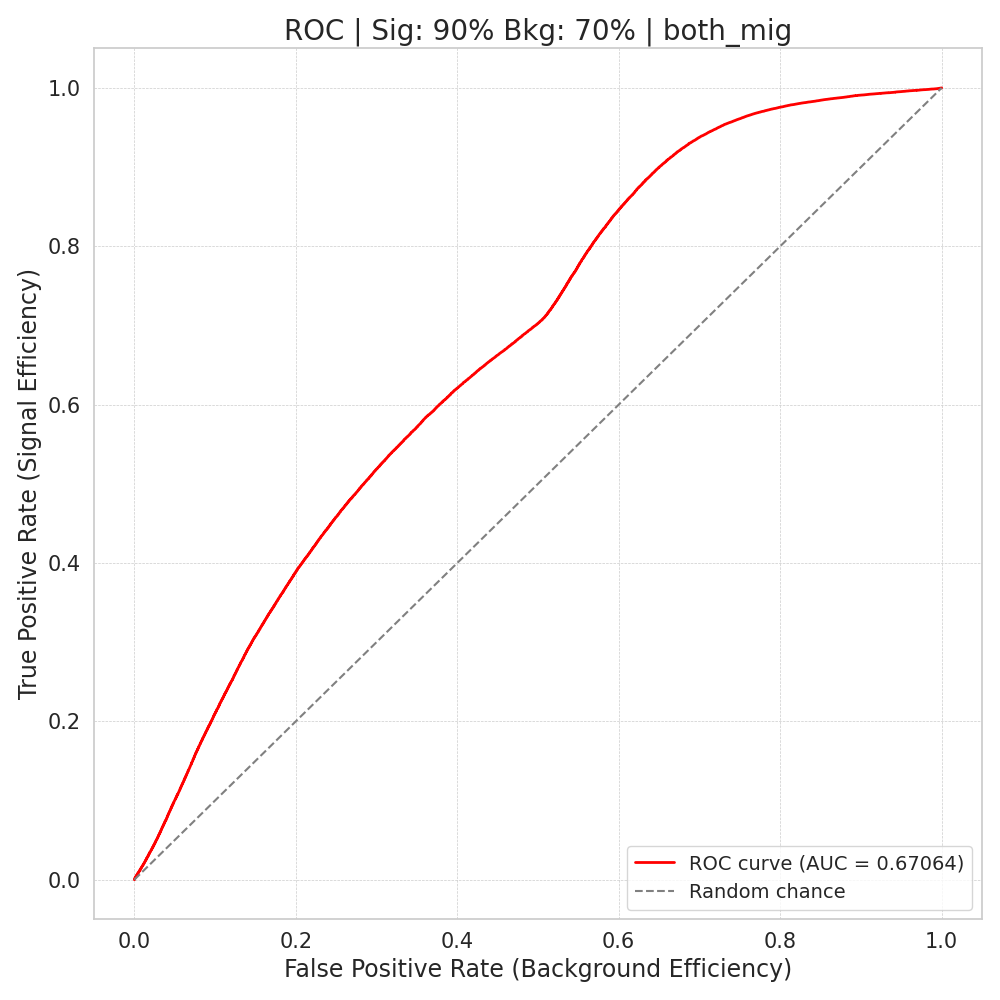 ROC | Sig: 90% Bkg: 70% | both_mig
True Positive Rate (Signal Efficiency)
1.0
0.8
0.6
0.4
0.2
0.0
ROC curve (AUC = 0.67064)
Random chance
0.0 0.2 0.4 0.6 0.8 1.0
False Positive Rate (Background Efficiency)